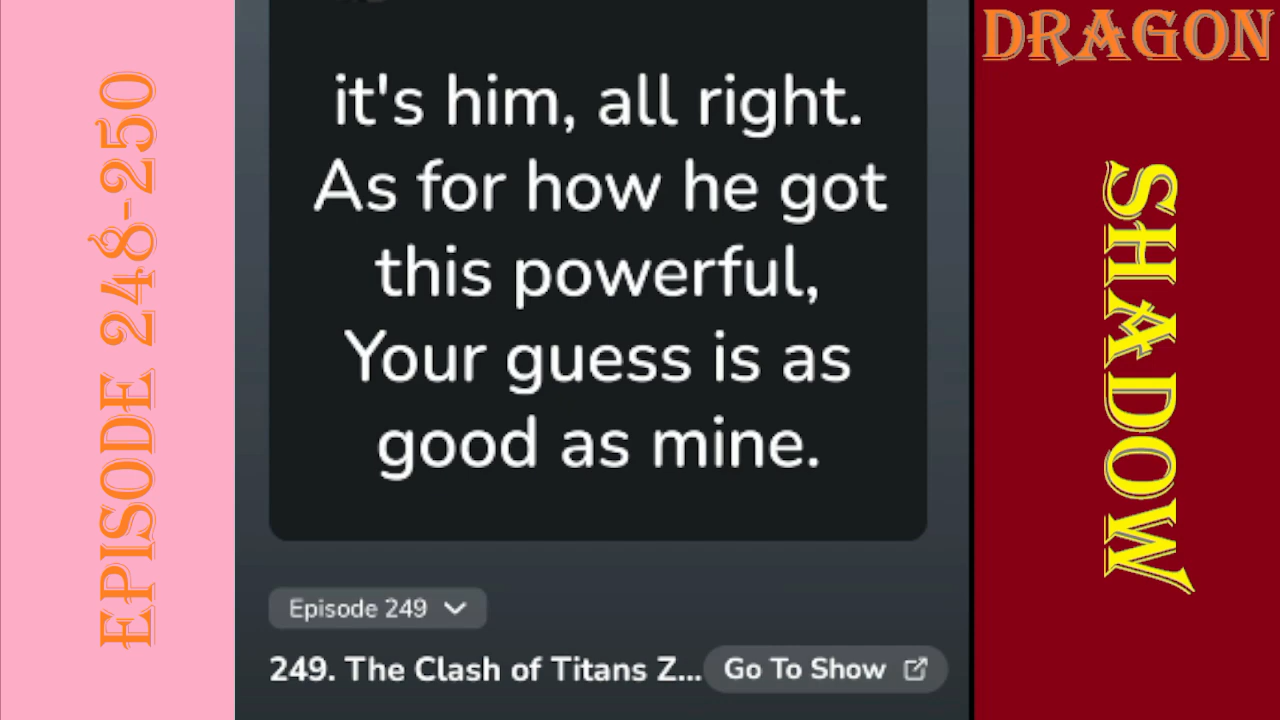 EPISODE 248-250
it's him, all right.
As for how he got
this powerful,
Your guess is as
good as mine.
Episode 249
249. The Clash of Titans Z...
Go To Show
DRAGON
SHADOW